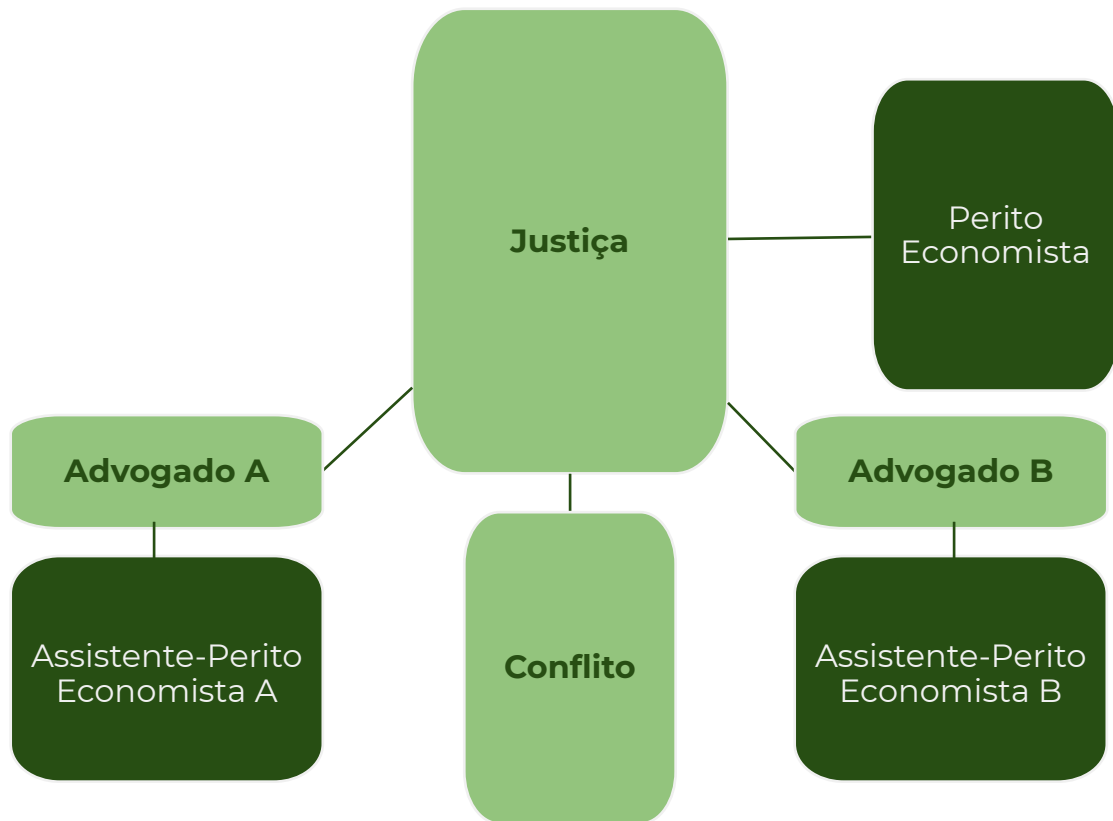 Justiça
Perito
Economista
Advogado A
Advogado B
Assistente-Perito
Economista A
Conflito
Assistente-Perito
Economista B